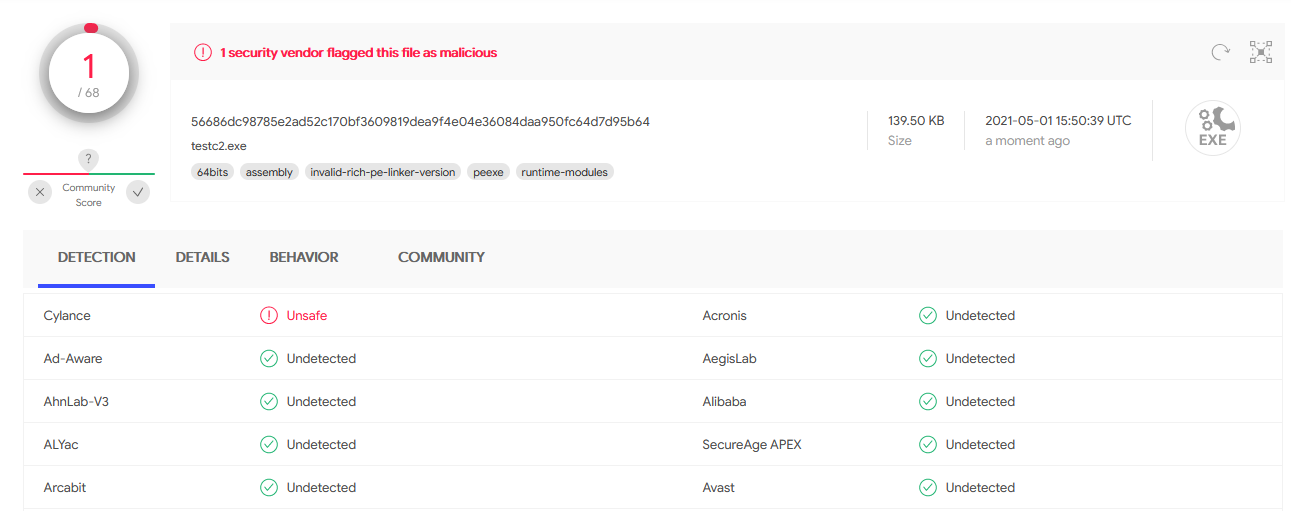 1
/ 68
?
Community
Score
1 security vendor flagged this file as malicious
56686dc98785e2ad52c170bf3609819dea9f4e04e36084daa950fc64d7d95b64
testc2.exe
64bits assembly invalid-rich-pe-linker-version peexe runtime-modules
139.50 KB
Size
2021-05-01 15:50:39 UTC
a moment ago
EXE
DETECTION DETAILS BEHAVIOR COMMUNITY
Cylance Unsafe Acronis Undetected
Ad-Aware Undetected AegisLab Undetected
AhnLab-V3 Undetected Alibaba Undetected
ALYac Undetected SecureAge APEX Undetected
Arcabit Undetected Avast Undetected